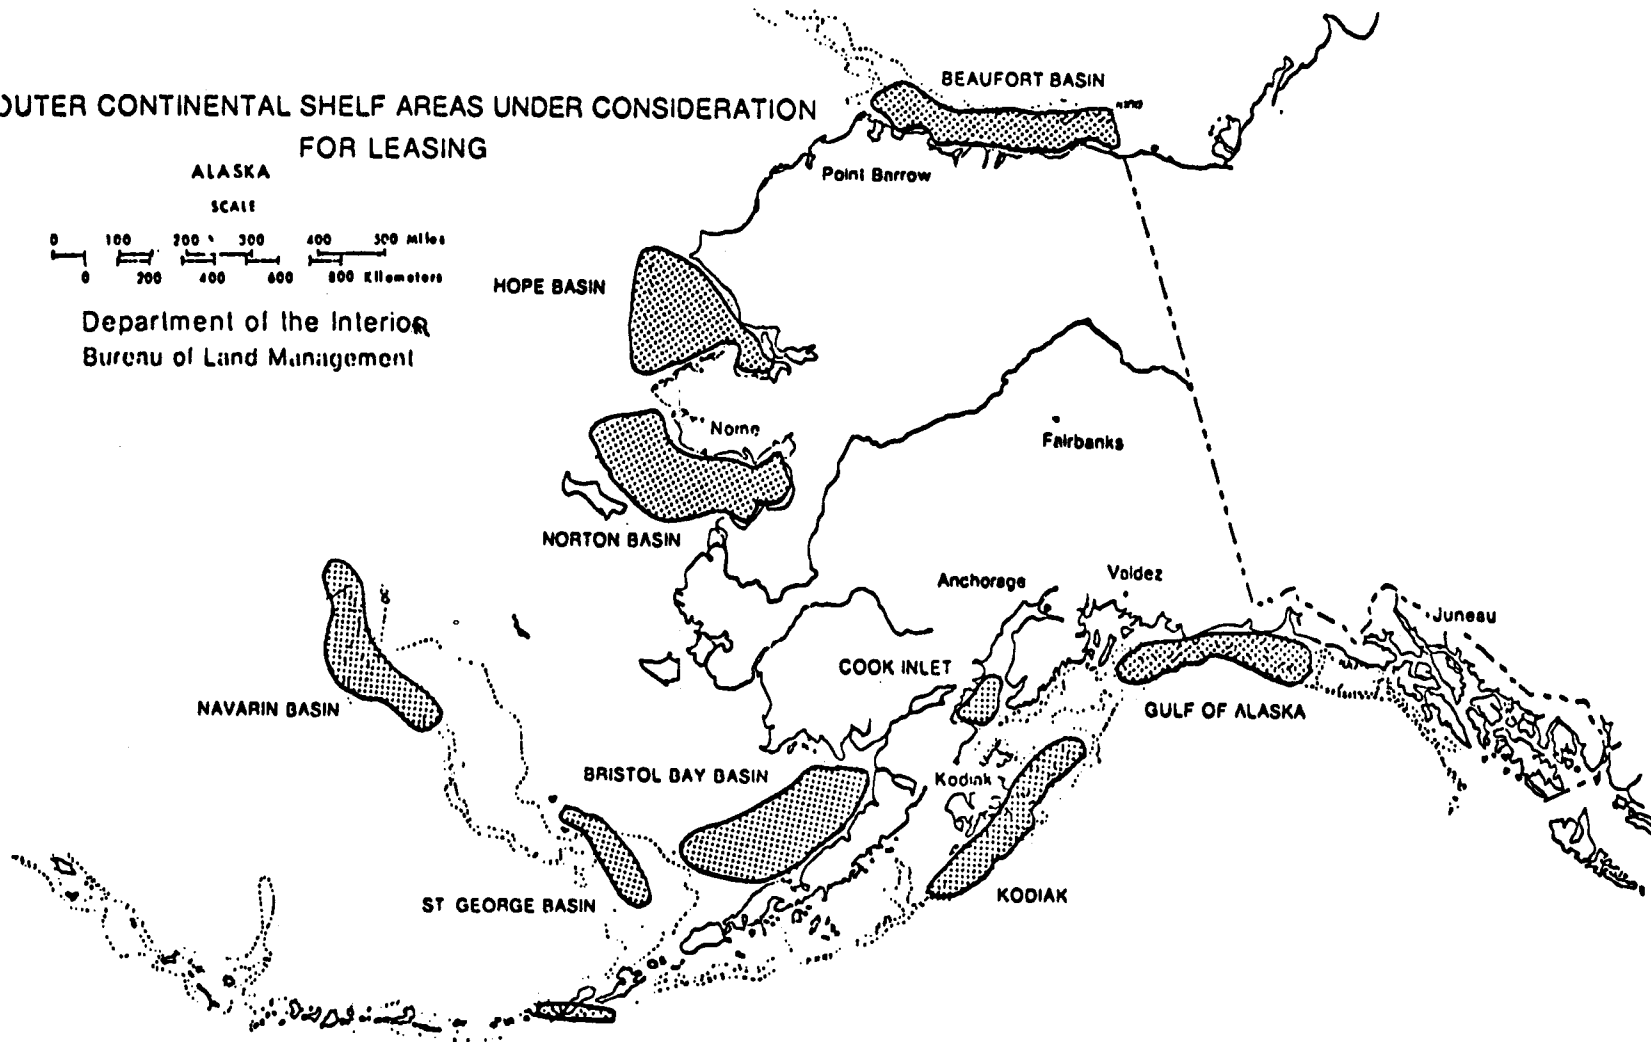 OUTER CONTINENTAL SHELF AREAS UNDER CONSIDERATION
FOR LEASING
ALASKA
SCALE
0 100 200 300 400 500 Miles
0 200 400 600 800 Kilometers
Department of the Interior
Bureau of Land Management
BEAUFORT BASIN
Point Barrow
HOPE BASIN
Nome
Fairbanks
NORTON BASIN
Anchorage
Valdez
Juneau
COOK INLET
NAVARIN BASIN
GULF OF ALASKA
BRISTOL BAY BASIN
Kodiak
ST GEORGE BASIN
KODIAK